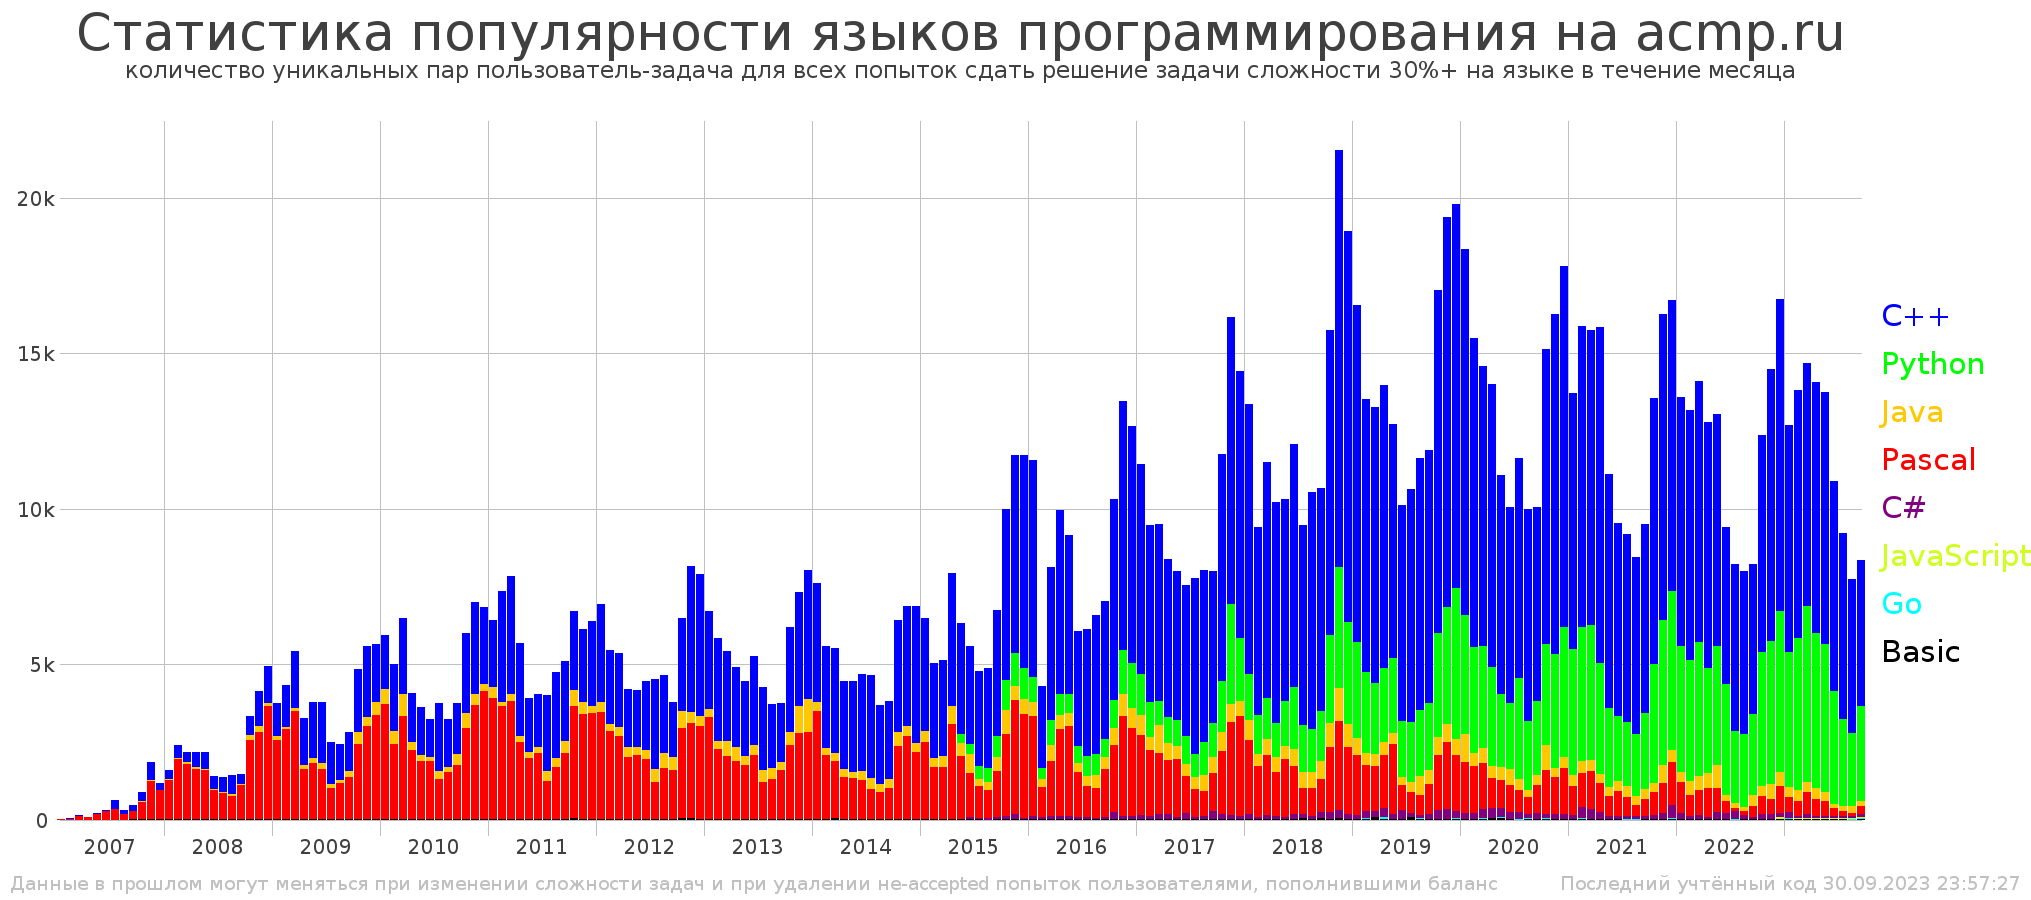 Статистика популярности языков программирования на acmp.ru
количество уникальных пар пользователь-задача для всех попыток сдать решение задачи сложности 30%+ на языке в течение месяца
20k
15k
10k
5k
0
C++
Python
Java
Pascal
C#
JavaScript
Go
Basic
2007 2008 2009 2010 2011 2012 2013 2014 2015 2016 2017 2018 2019 2020 2021 2022
Данные в прошлом могут меняться при изменении сложности задач и при удалении не-accepted попыток пользователями, пополнившими баланс
Последний учтённый код 30.09.2023 23:57:27